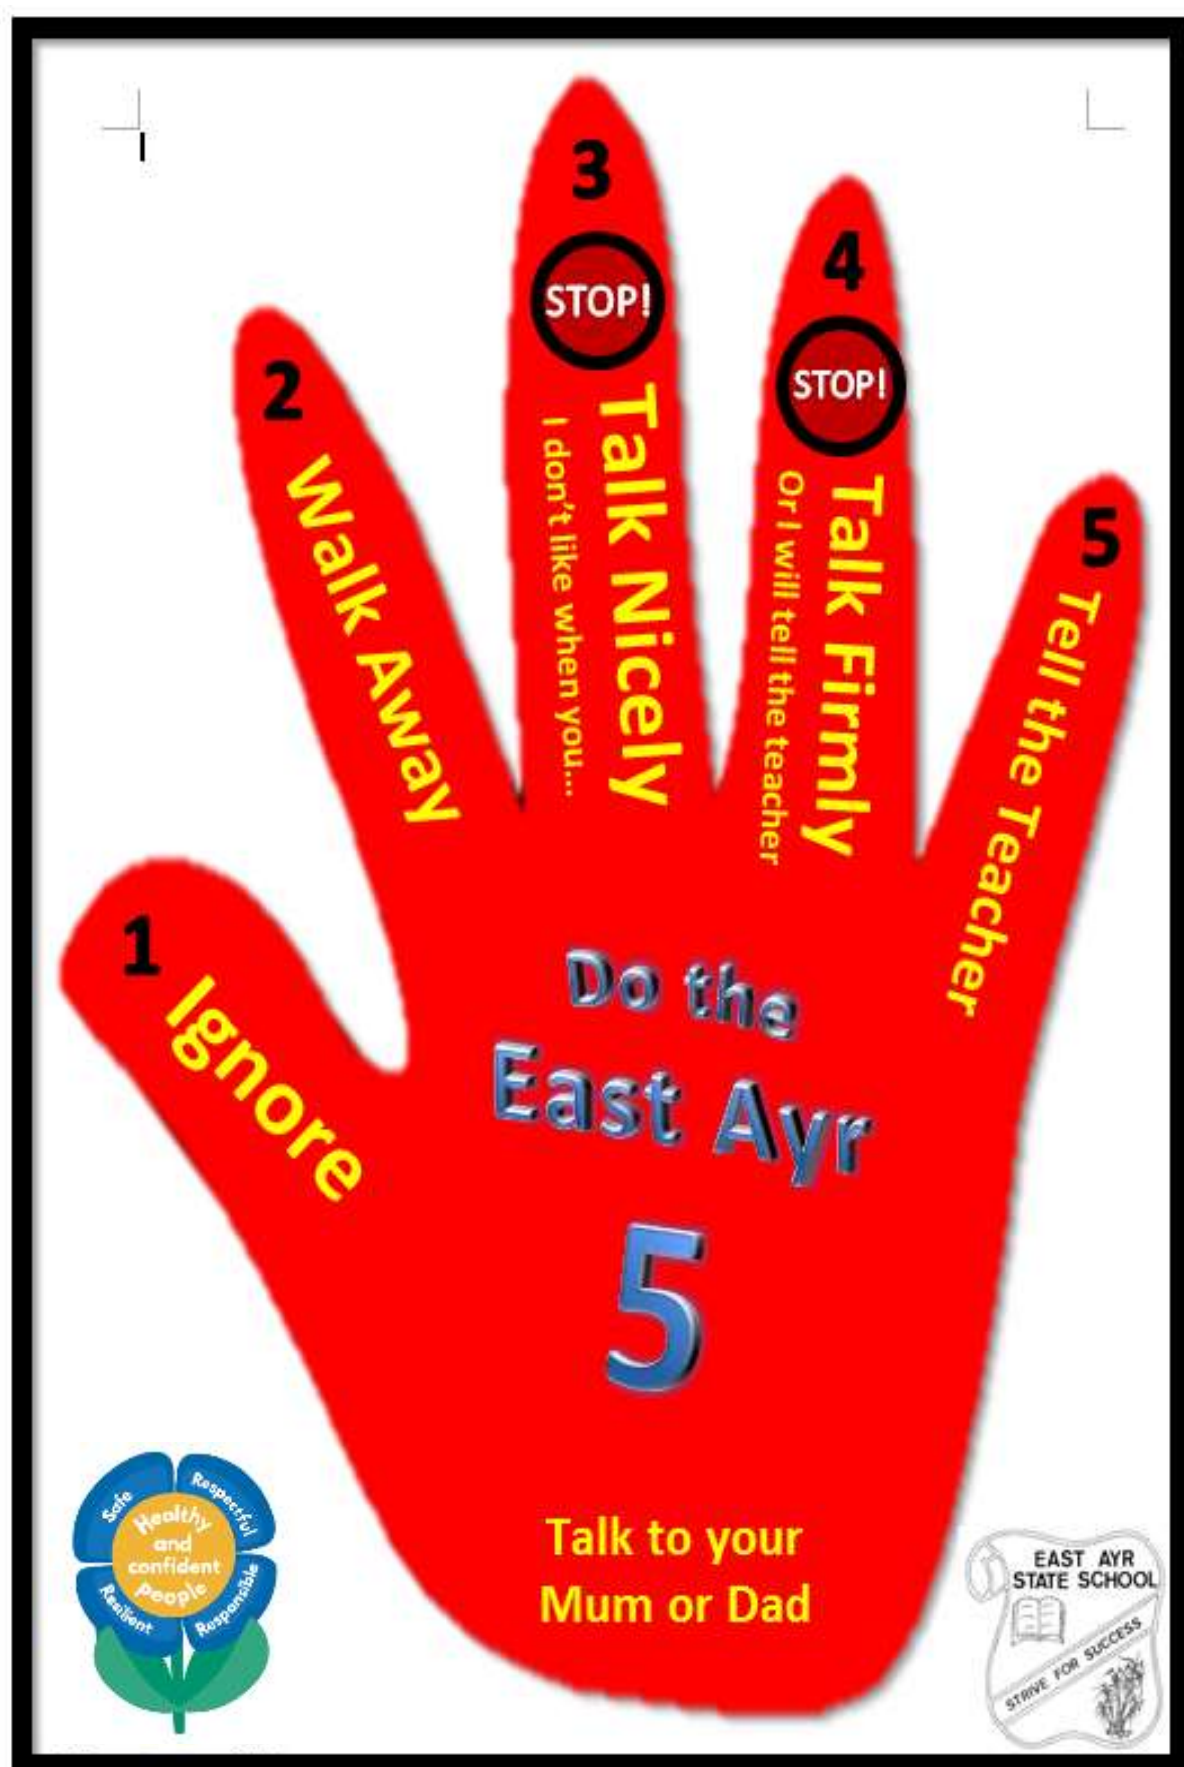 1
Ignore
2
Walk Away
3
STOP!
Talk Nicely
I don't like when you...
4
STOP!
Talk Firmly
Or I will tell the teacher
5
Tell the Teacher
Do the
East Ayr
5
Talk to your
Mum or Dad
Safe
Respectful
Healthy
and
confident
people
Resilient
Responsible
EAST AYR
STATE SCHOOL
STRIVE FOR SUCCESS